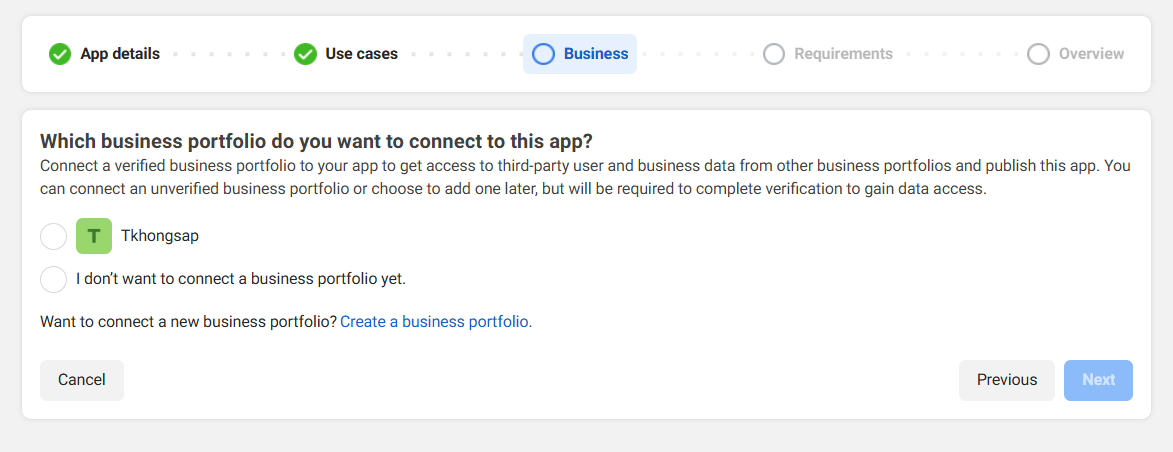 App details
Use cases
Business
Requirements
Overview
Which business portfolio do you want to connect to this app?
Connect a verified business portfolio to your app to get access to third-party user and business data from other business portfolios and publish this app. You
can connect an unverified business portfolio or choose to add one later, but will be required to complete verification to gain data access.
T Tkhongsap
I don’t want to connect a business portfolio yet.
Want to connect a new business portfolio? Create a business portfolio.
Cancel
Previous
Next